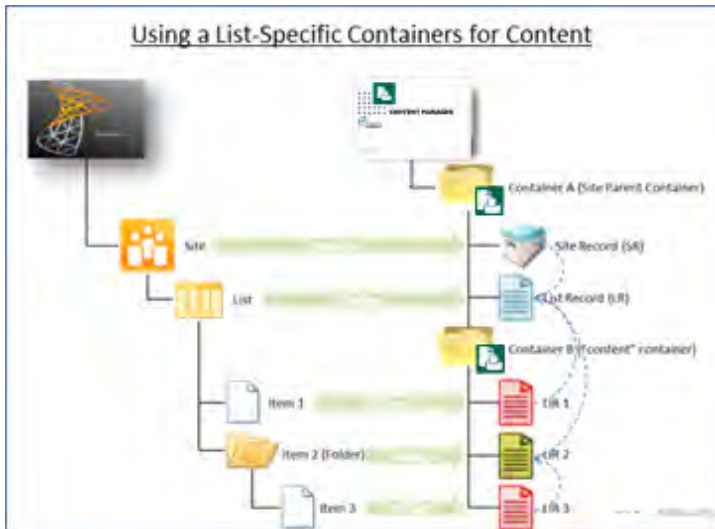 Using a List-Specific Containers for Content
CONTENT MANAGER
Container A (Site Parent Container)
Site
Site Record (SR)
List
List Record (LR)
Container B ("content" container)
Item 1
LIR 1
Item 2 (Folder)
LIR 2
Item 3
LIR 3